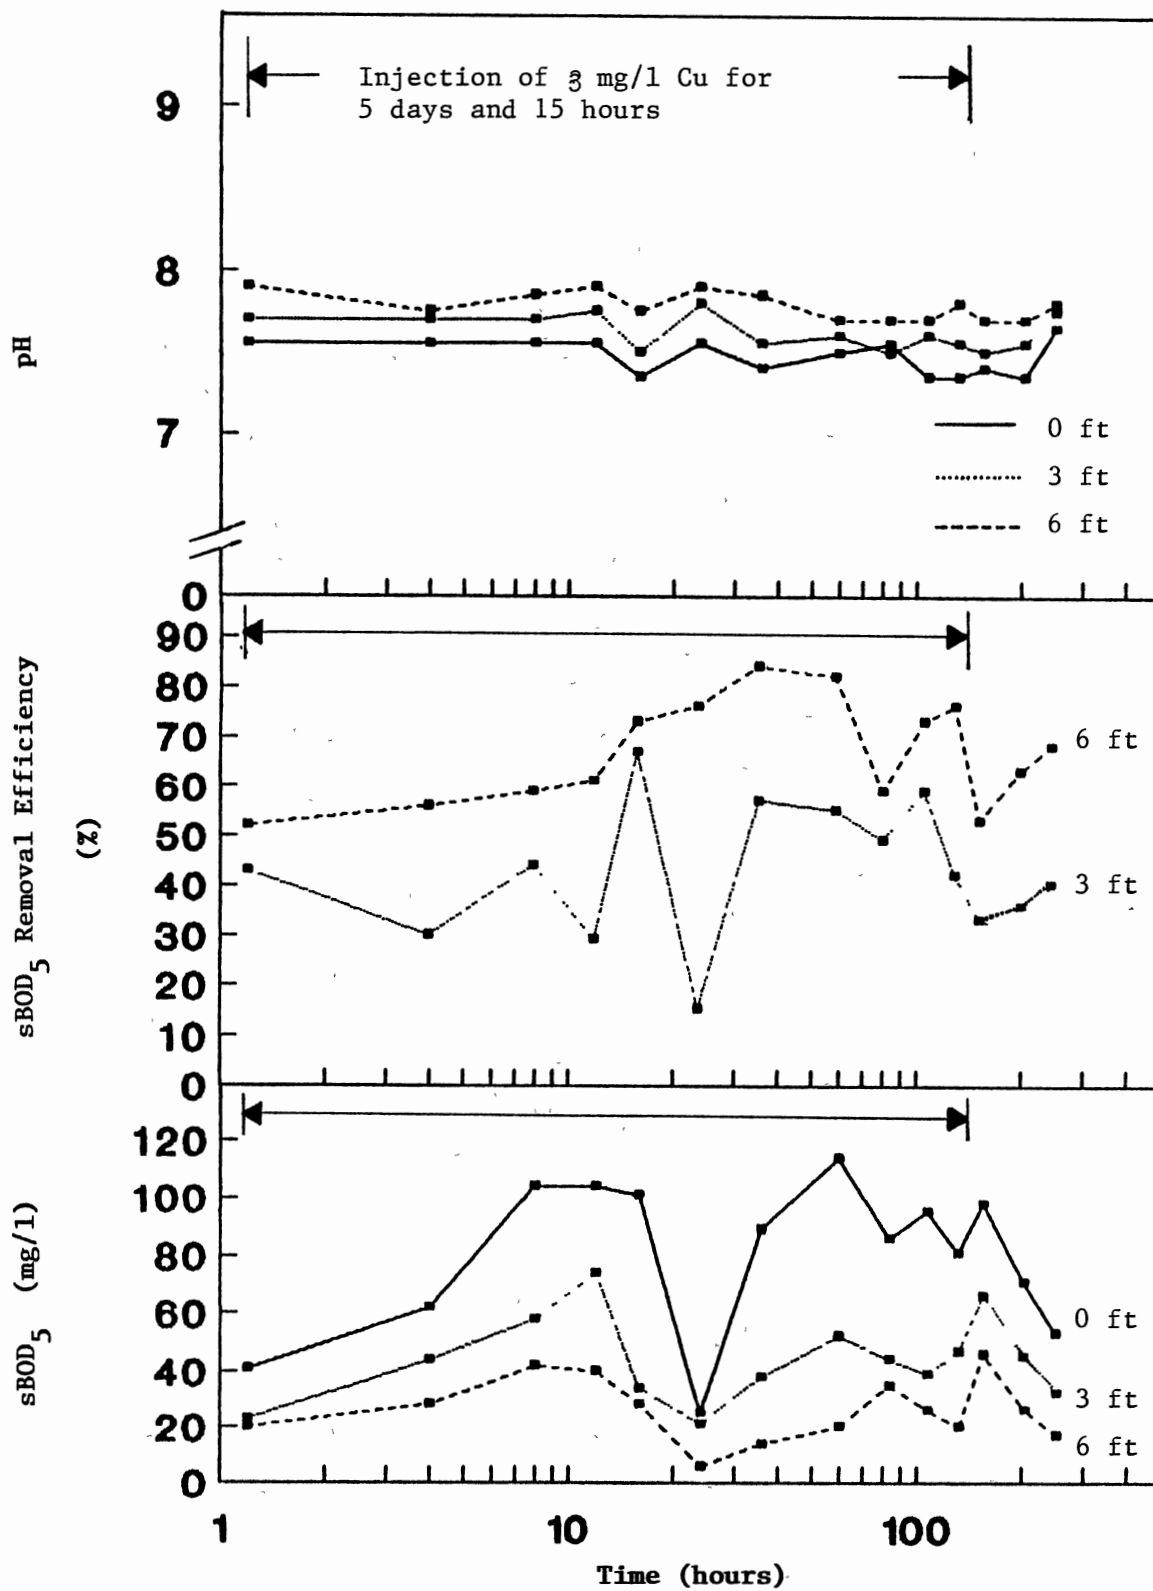 Injection of 3 mg/l Cu for
5 days and 15 hours
9
8
7
0
pH
0 ft
3 ft
6 ft
90
80
70
60
50
40
30
20
10
0
sBOD5 Removal Efficiency
(%)
6 ft
3 ft
120
100
80
60
40
20
0
sBOD5 (mg/l)
0 ft
3 ft
6 ft
1
10
100
Time (hours)